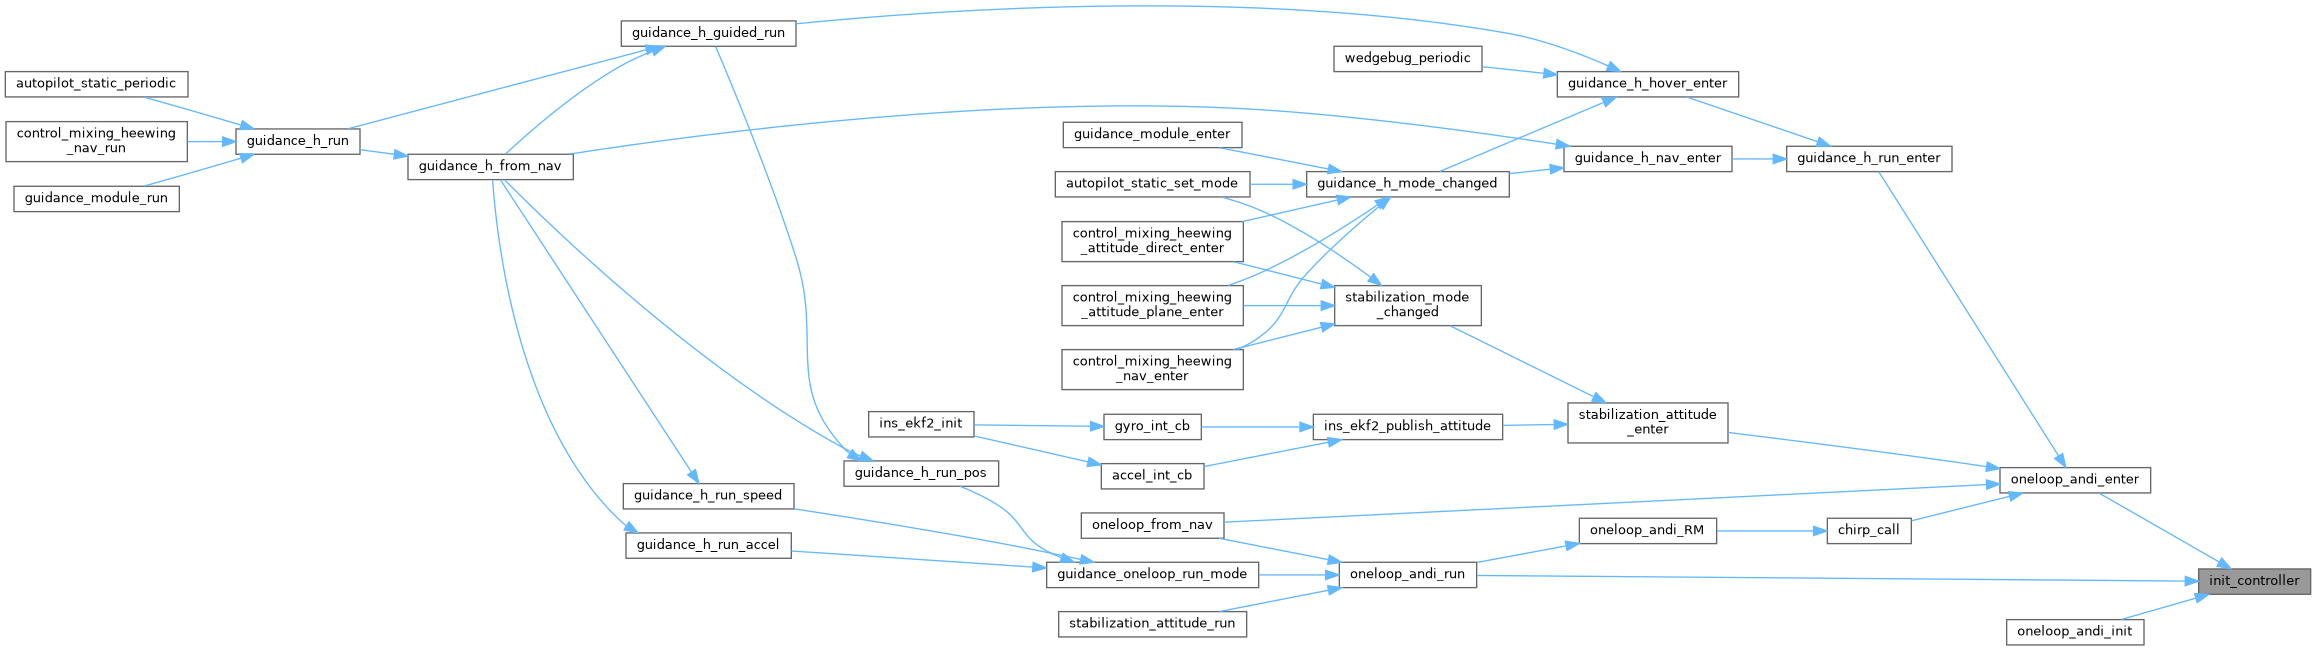 guidance_h_guided_run
wedgebug_periodic
autopilot_static_periodic
guidance_h_hover_enter
control_mixing_heewing
_nav_run
guidance_h_run
guidance_module_enter
guidance_h_from_nav
guidance_h_nav_enter
guidance_h_run_enter
guidance_module_run
autopilot_static_set_mode
guidance_h_mode_changed
control_mixing_heewing
_attitude_direct_enter
control_mixing_heewing
_attitude_plane_enter
stabilization_mode
_changed
control_mixing_heewing
_nav_enter
ins_ekf2_init
gyro_int_cb
ins_ekf2_publish_attitude
stabilization_attitude
_enter
guidance_h_run_pos
accel_int_cb
oneloop_andi_enter
guidance_h_run_speed
oneloop_from_nav
oneloop_andi_RM
chirp_call
guidance_h_run_accel
guidance_oneloop_run_mode
oneloop_andi_run
init_controller
stabilization_attitude_run
oneloop_andi_init